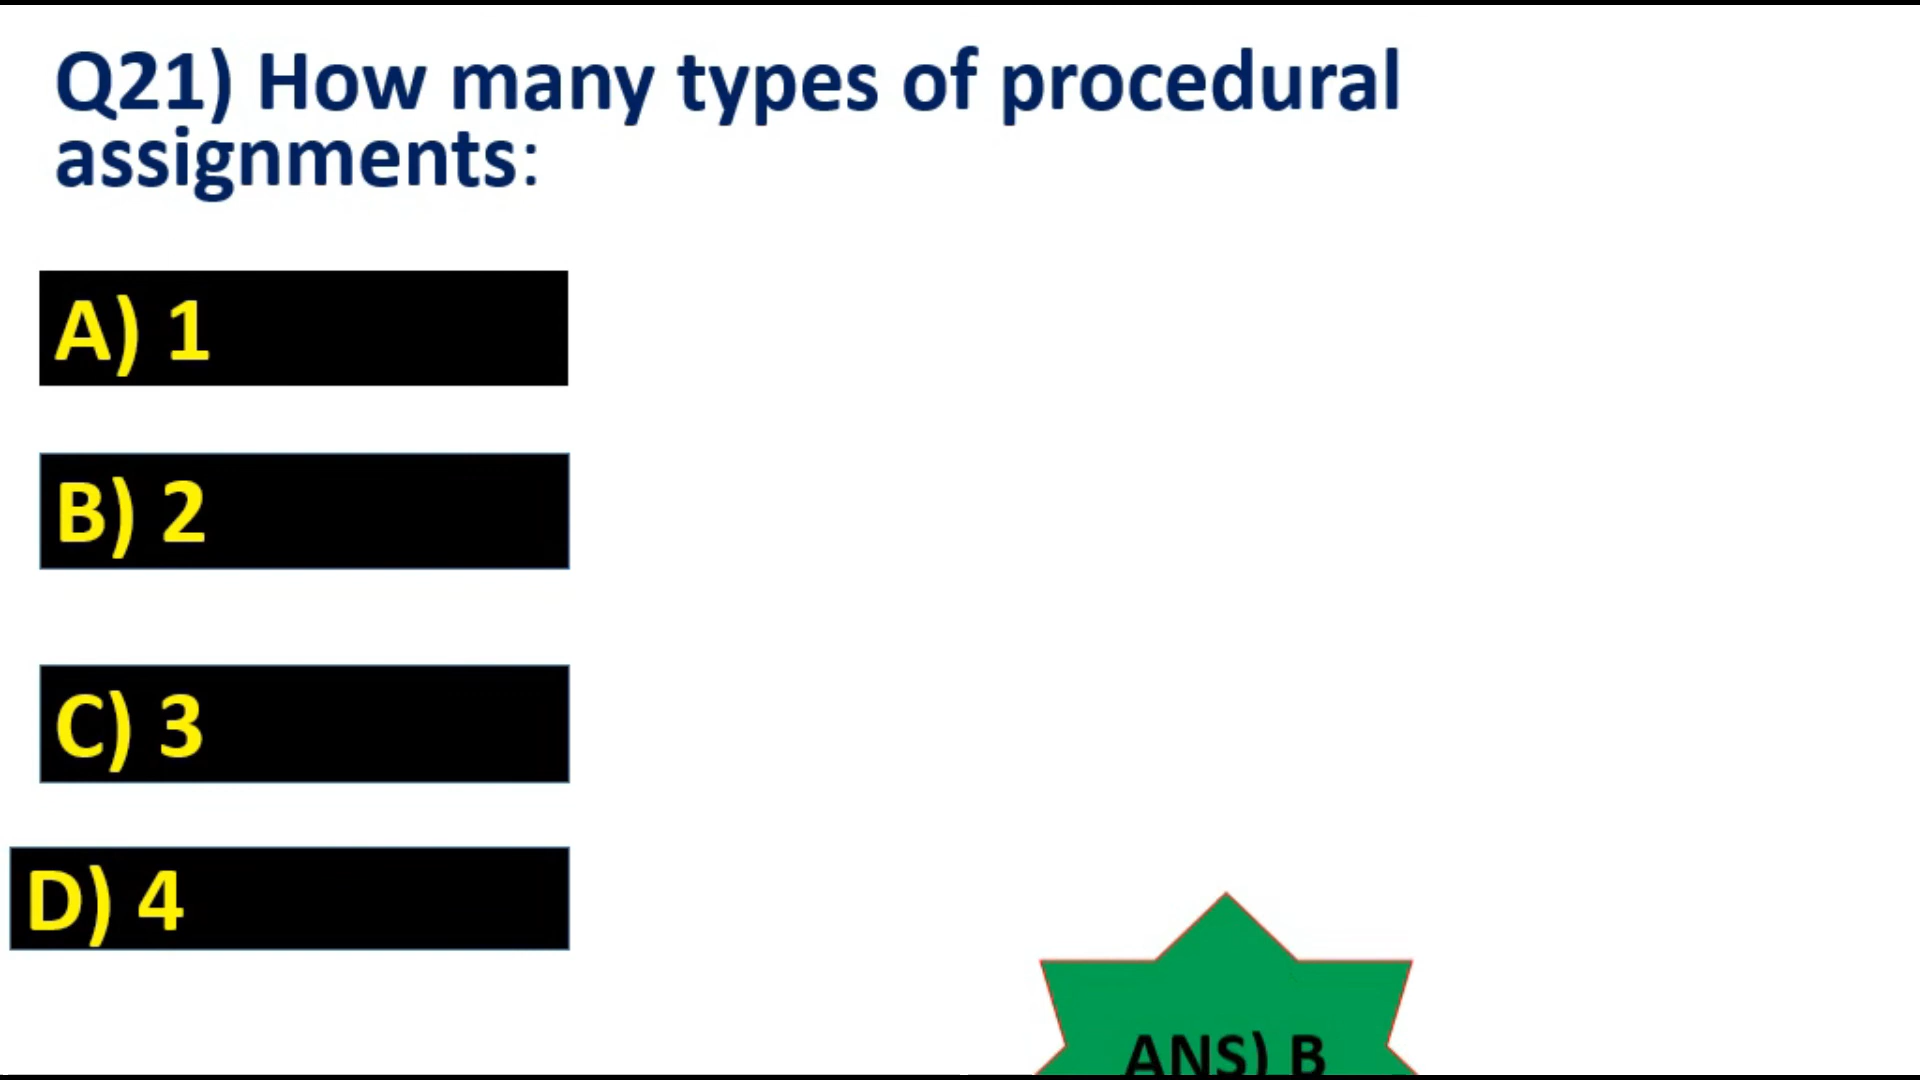 Q21) How many types of procedural
assignments:
A) 1
B) 2
C) 3
D) 4
ANS) B